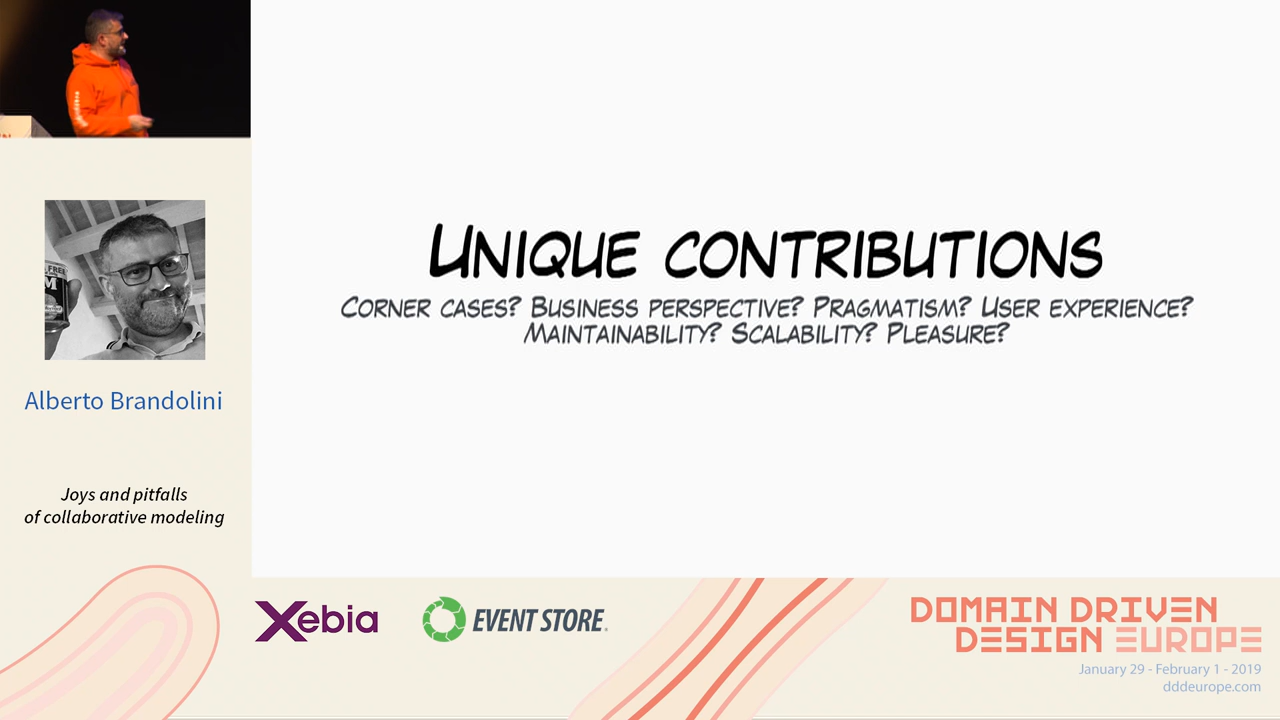 Unique contributions
Corner cases? Business perspective? Pragmatism? User experience?
Maintainability? Scalability? Pleasure?
Alberto Brandolini
Joys and pitfalls
of collaborative modeling
Xebia
EVENT STORE
DOMAIN DRIVEN
DESIGN EUROPE
January 29 - February 1 - 2019
dddeurope.com